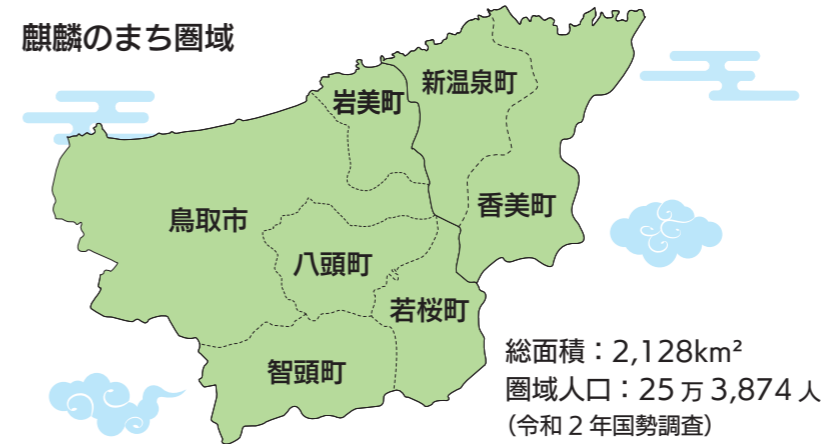 麒麟のまち圏域
新温泉町
岩美町
香美町
鳥取市
八頭町
若桜町
智頭町
総面積：2,128km²
圏域人口：25万3,874人
（令和2年国勢調査）